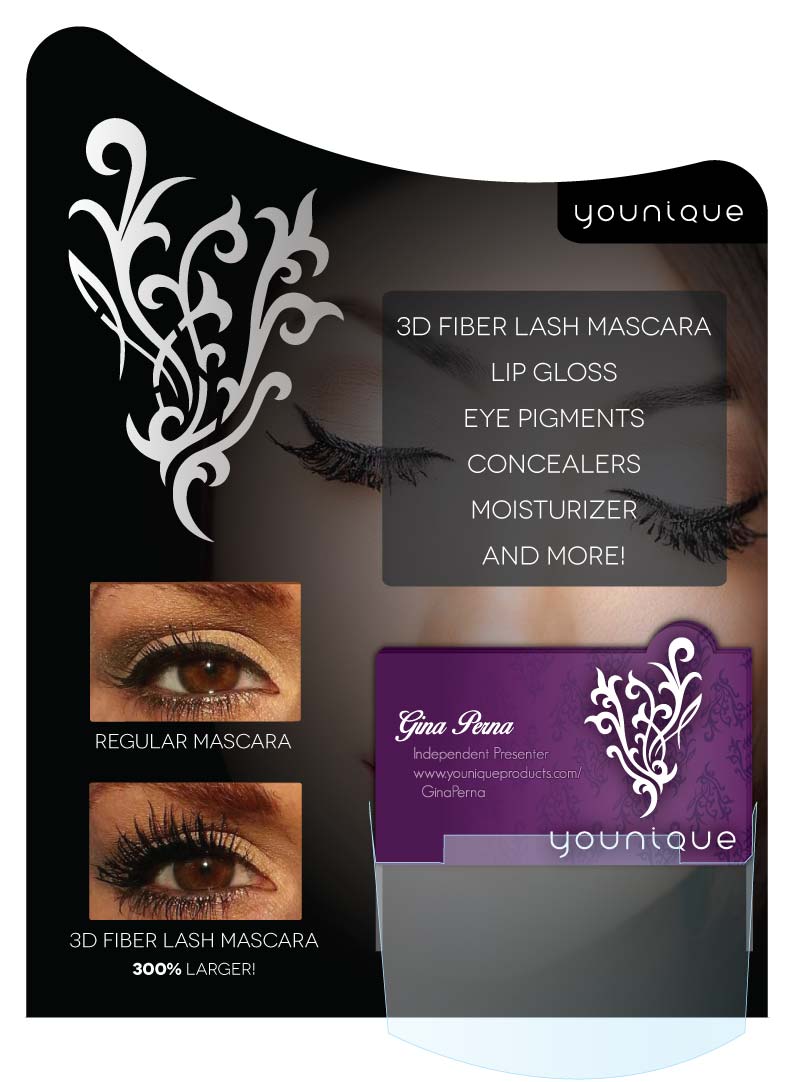 younique
3D FIBER LASH MASCARA
LIP GLOSS
EYE PIGMENTS
CONCEALERS
MOISTURIZER
AND MORE!
REGULAR MASCARA
3D FIBER LASH MASCARA
300% LARGER!
Gina Perna
Independent Presenter
www.youniqueproducts.com/
GinaPerna
younique